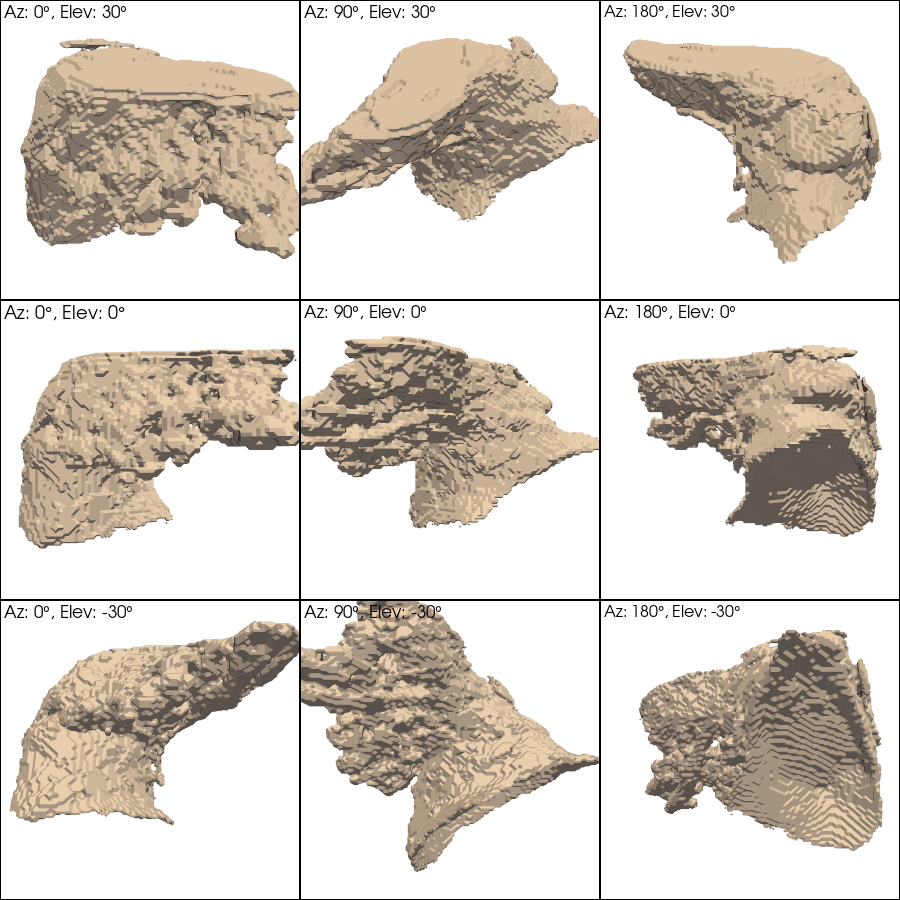 Az: 0°, Elev: 30°
Az: 90°, Elev: 30°
Az: 180°, Elev: 30°
Az: 0°, Elev: 0°
Az: 90°, Elev: 0°
Az: 180°, Elev: 0°
Az: 0°, Elev: -30°
Az: 90°, Elev: -30°
Az: 180°, Elev: -30°